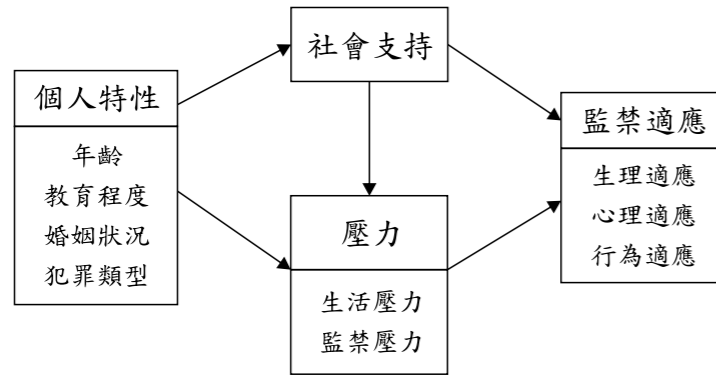 社會支持
個人特性
年齡
教育程度
婚姻狀況
犯罪類型
壓力
生活壓力
監禁壓力
監禁適應
生理適應
心理適應
行為適應